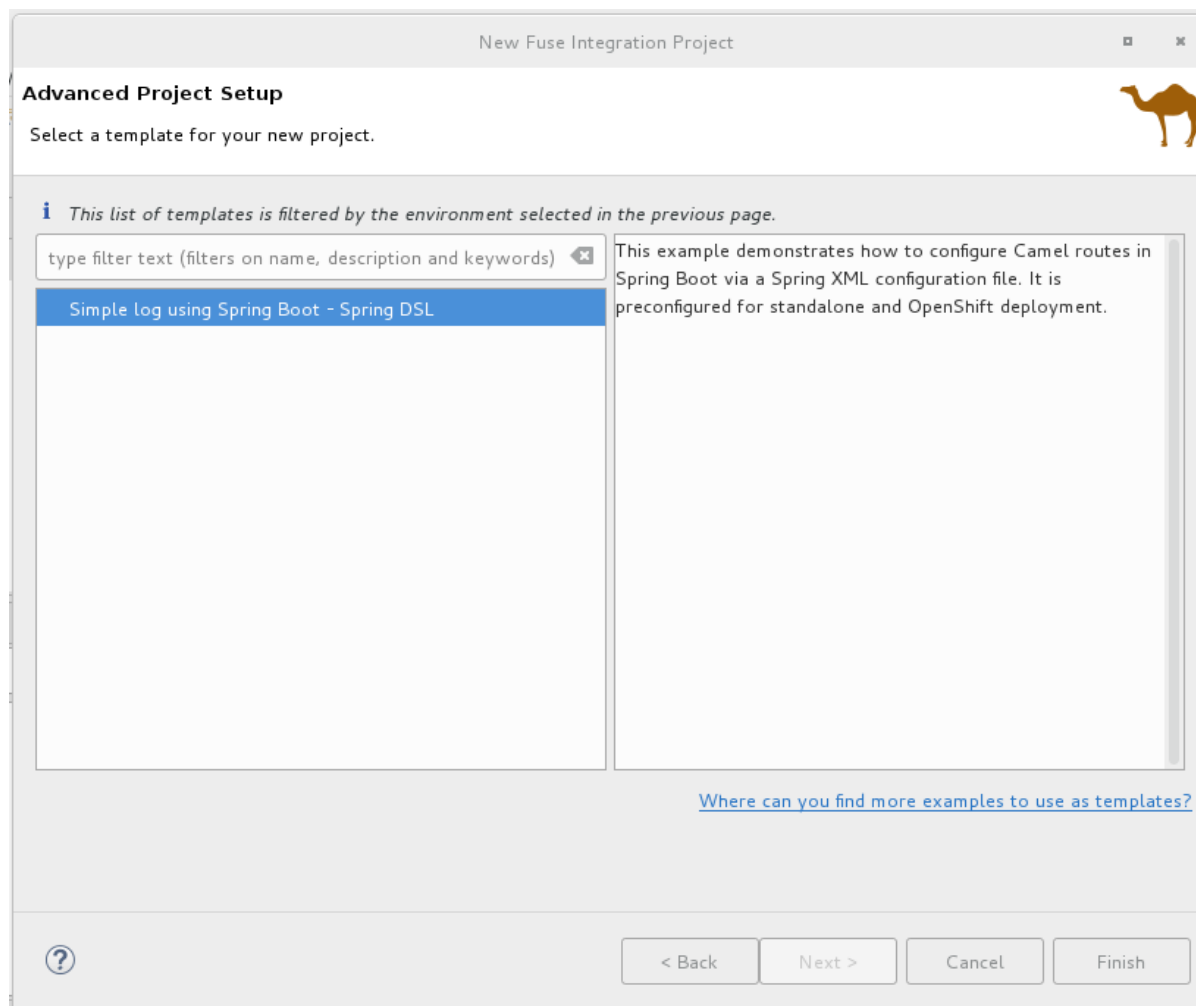 New Fuse Integration Project
Advanced Project Setup
Select a template for your new project.
i This list of templates is filtered by the environment selected in the previous page.
type filter text (filters on name, description and keywords)
Simple log using Spring Boot - Spring DSL
This example demonstrates how to configure Camel routes in
Spring Boot via a Spring XML configuration file. It is
preconfigured for standalone and OpenShift deployment.
Where can you find more examples to use as templates?
?
< Back
Next >
Cancel
Finish